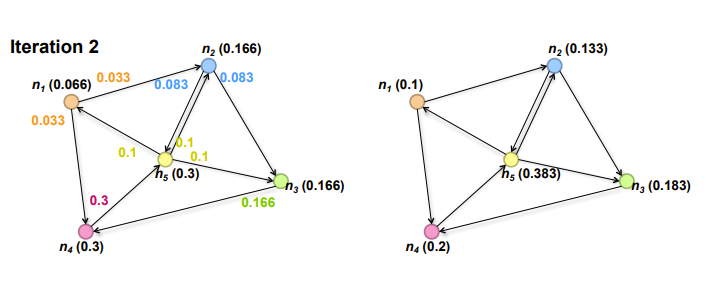 Iteration 2
n2 (0.166)
n1 (0.066)
0.033
0.083
0.083
0.033
0.1
0.1
0.1
n5 (0.3)
n3 (0.166)
0.3
0.166
n4 (0.3)
n2 (0.133)
n1 (0.1)
n5 (0.383)
n3 (0.183)
n4 (0.2)